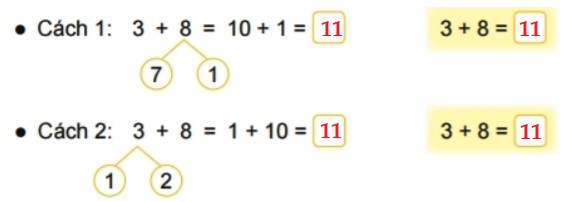 ● Cách 1: 3 + 8 = 10 + 1 = 11 3 + 8 = 11
7 1
● Cách 2: 3 + 8 = 1 + 10 = 11 3 + 8 = 11
1 2